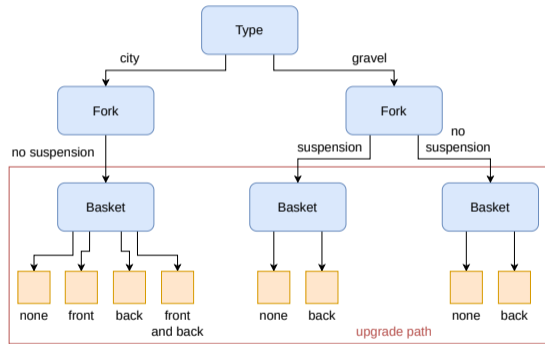 Type
city
gravel
Fork
Fork
no suspension
suspension
no
suspension
Basket
Basket
Basket
none
front
back
front
and back
none
back
none
back
upgrade path